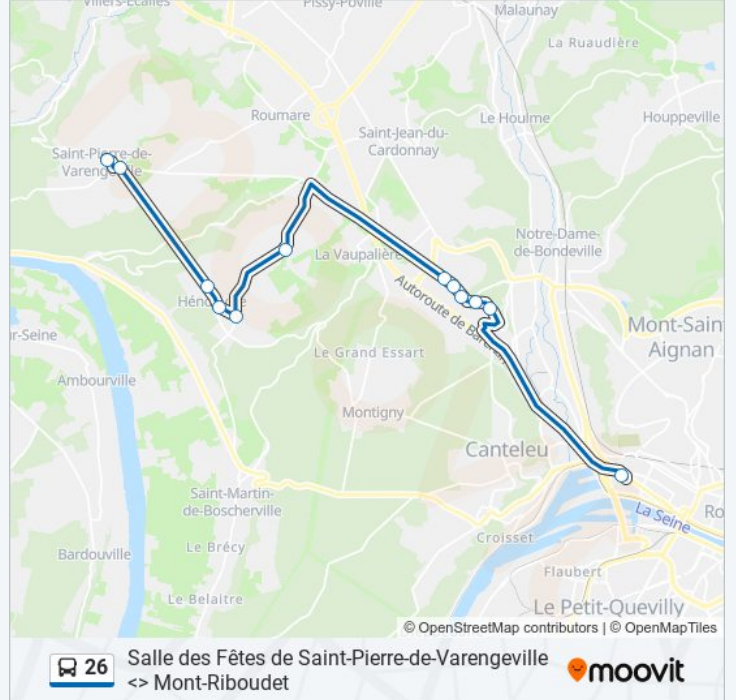 Villers-Ecalles
Pissy-Pôville
Malaunay
La Ruaudière
Roumare
Le Houlme
Houppeville
Saint-Jean-du-
Cardonnay
Saint-Pierre-de-
Varengeville
Notre-Dame-
de-Bondeville
La Vaupalière
Autoroute de Barentin
Hénouville
ur-Seine
Mont-Saint
Aignan
Le Grand Essart
Ambourville
Montigny
Canteleu
Saint-Martin-
de-Boscherville
La Seine
Ro
Croisset
Bardouville
Le Brécy
Flaubert
Le Belaitre
Le Petit-Quevilly
© OpenStreetMap contributors | © OpenMapTiles
26
Salle des Fêtes de Saint-Pierre-de-Varengeville
<> Mont-Riboudet
moovit